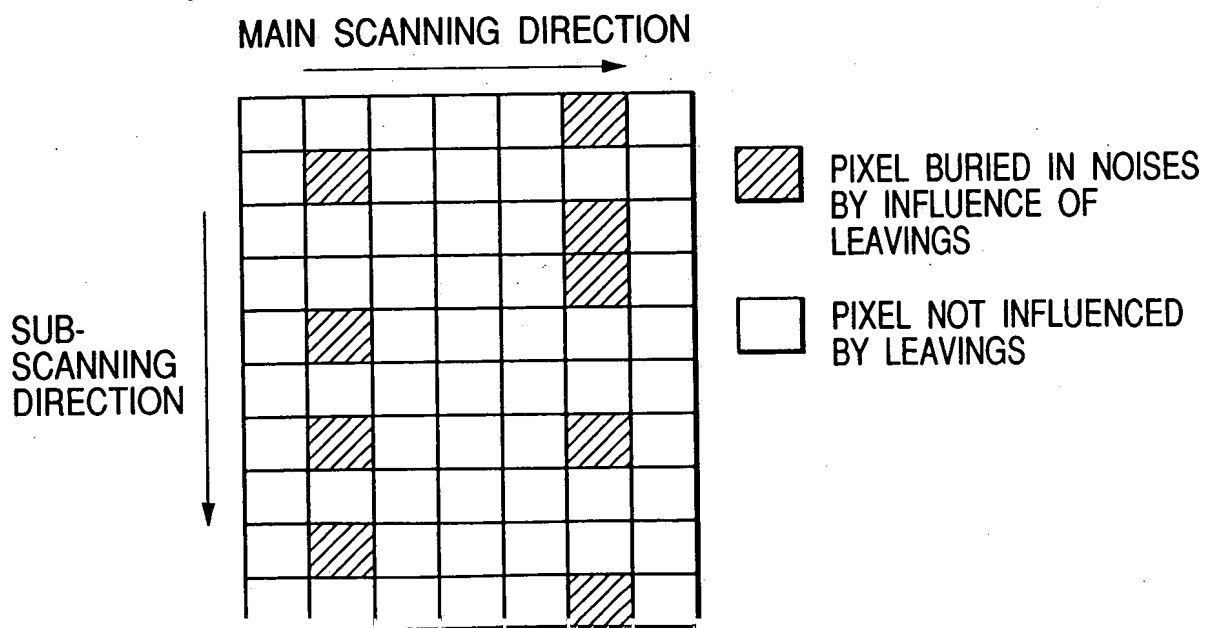 MAIN SCANNING DIRECTION
PIXEL BURIED IN NOISES
BY INFLUENCE OF
LEAVINGS
PIXEL NOT INFLUENCED
BY LEAVINGS
SUB-
SCANNING
DIRECTION